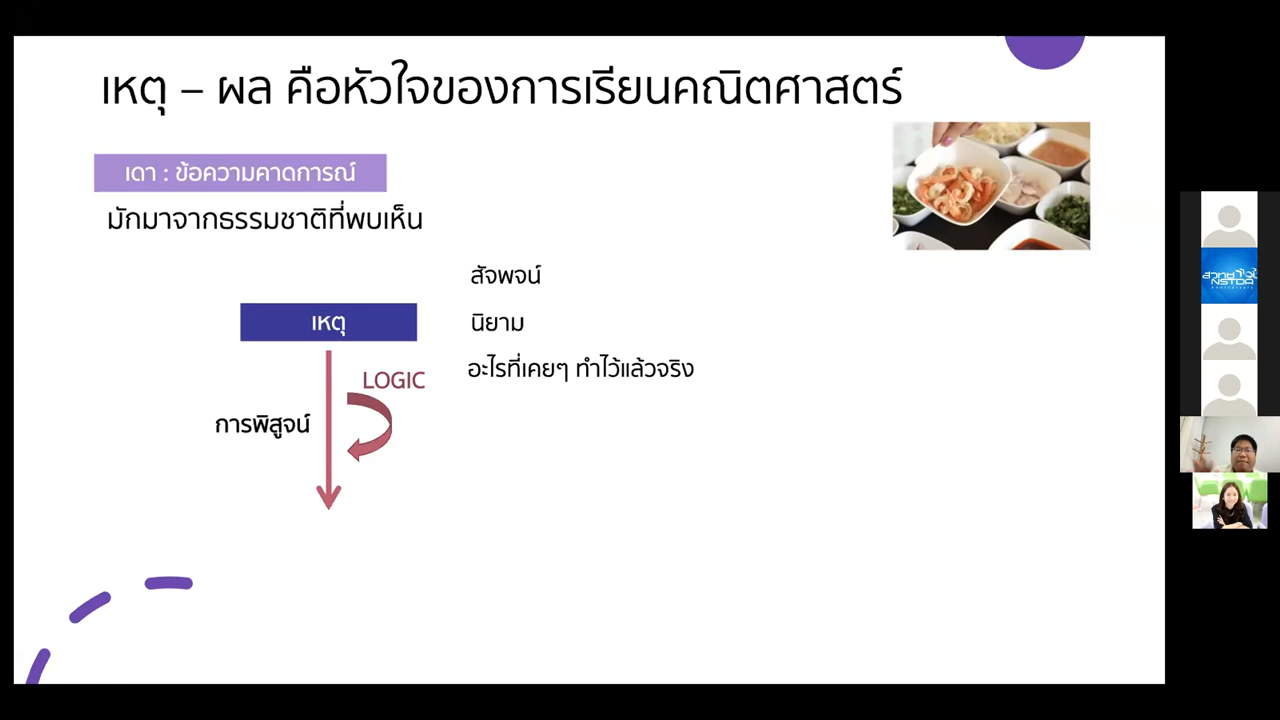 เหตุ – ผล คือหัวใจของการเรียนคณิตศาสตร์
เดา : ข้อความคาดการณ์
มักมาจากธรรมชาติที่พบเห็น
สัจพจน์
เหตุ
นิยาม
อะไรที่เคยๆ ทำไว้แล้วจริง
LOGIC
การพิสูจน์
สวทช
NSTDA